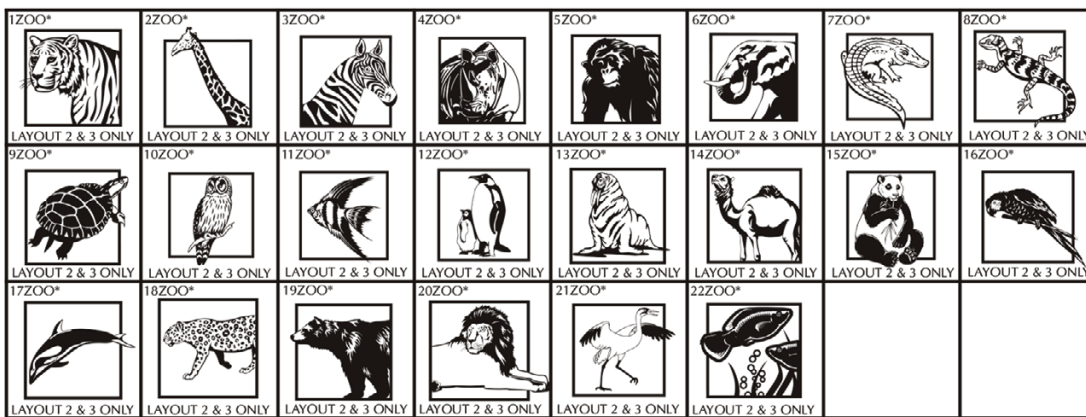 1ZOO* 2ZOO* 3ZOO* 4ZOO* 5ZOO* 6ZOO* 7ZOO* 8ZOO*
LAYOUT 2 & 3 ONLY LAYOUT 2 & 3 ONLY LAYOUT 2 & 3 ONLY LAYOUT 2 & 3 ONLY LAYOUT 2 & 3 ONLY LAYOUT 2 & 3 ONLY LAYOUT 2 & 3 ONLY LAYOUT 2 & 3 ONLY
9ZOO* 10ZOO* 11ZOO* 12ZOO* 13ZOO* 14ZOO* 15ZOO* 16ZOO*
LAYOUT 2 & 3 ONLY LAYOUT 2 & 3 ONLY LAYOUT 2 & 3 ONLY LAYOUT 2 & 3 ONLY LAYOUT 2 & 3 ONLY LAYOUT 2 & 3 ONLY LAYOUT 2 & 3 ONLY LAYOUT 2 & 3 ONLY
17ZOO* 18ZOO* 19ZOO* 20ZOO* 21ZOO* 22ZOO*
LAYOUT 2 & 3 ONLY LAYOUT 2 & 3 ONLY LAYOUT 2 & 3 ONLY LAYOUT 2 & 3 ONLY LAYOUT 2 & 3 ONLY LAYOUT 2 & 3 ONLY